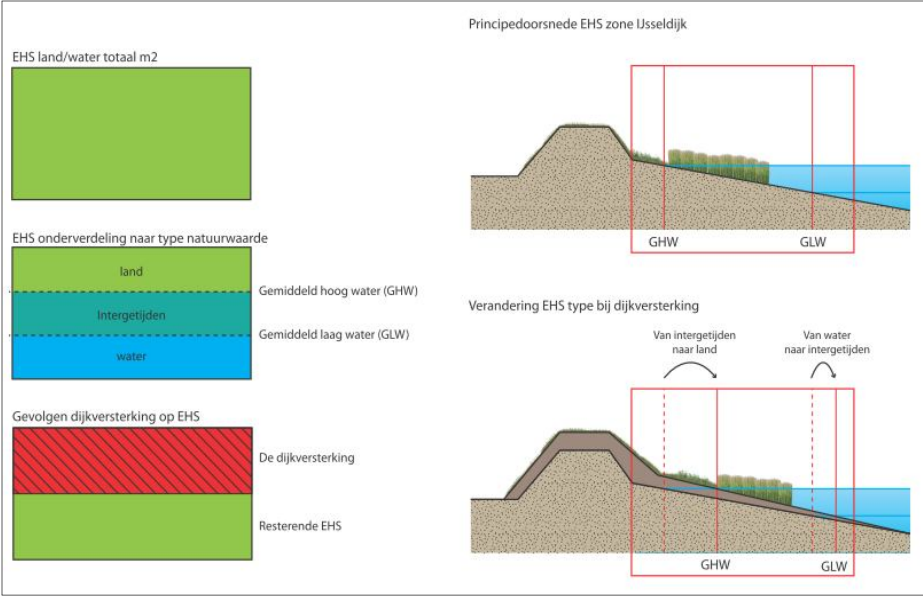 EHS land/water totaal m2
EHS onderverdeling naar type natuurwaarde
land
Intergetijden
water
Gemiddeld hoog water (GHW)
Gemiddeld laag water (GLW)
Gevolgen dijkversterking op EHS
De dijkversterking
Resterende EHS
Principedoorsnede EHS zone IJsseldijk
GHW
GLW
Verandering EHS type bij dijkversterking
Van intergetijden
naar land
Van water
naar intergetijden
GHW
GLW